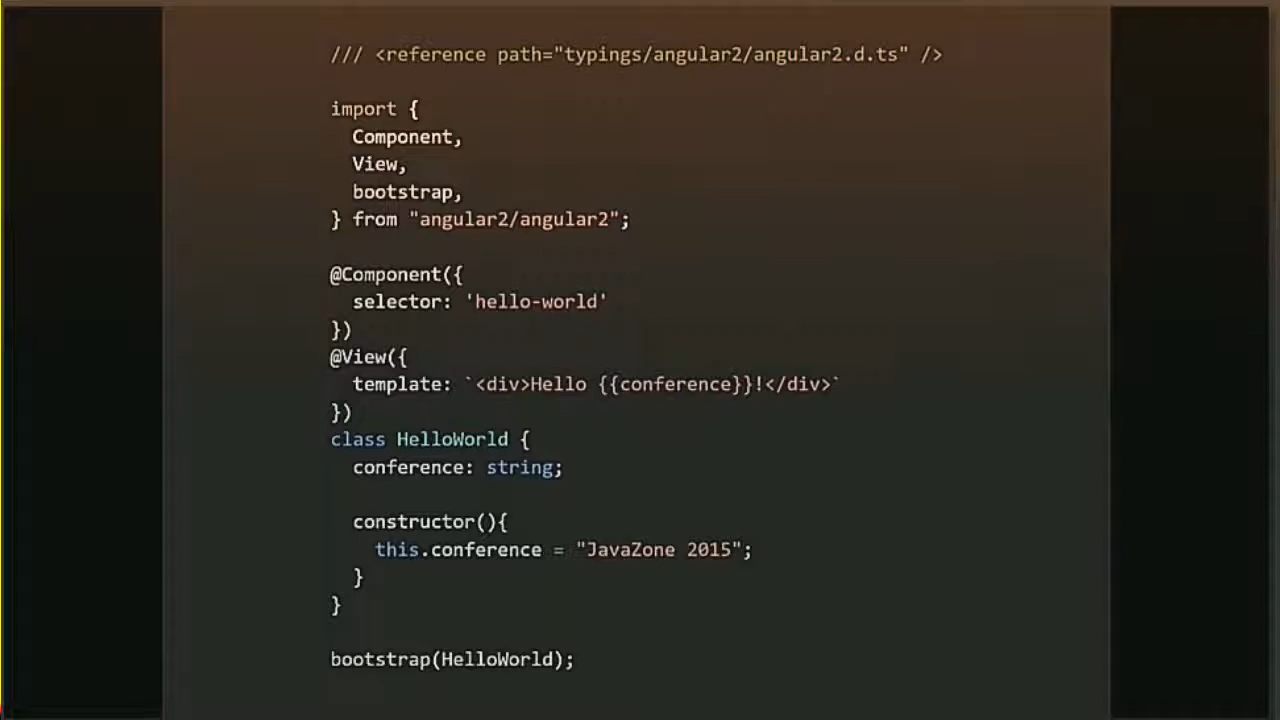 /// <reference path="typings/angular2/angular2.d.ts" />
import {
Component,
View,
bootstrap,
} from "angular2/angular2";
@Component({
selector: 'hello-world'
})
@View({
template: `<div>Hello {{conference}}!</div>`
})
class HelloWorld {
conference: string;
constructor(){
this.conference = "JavaZone 2015";
}
}
bootstrap(HelloWorld);